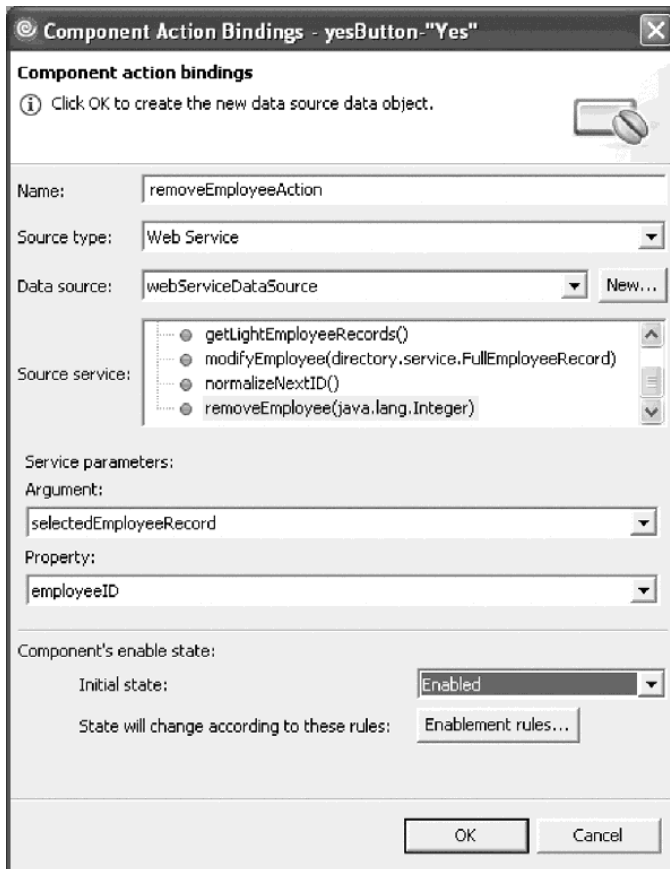 Component Action Bindings - yesButton-"Yes"
Component action bindings
Click OK to create the new data source data object.
Name: removeEmployeeAction
Source type: Web Service
Data source: webServiceDataSource New...
Source service:
getLightEmployeeRecords()
modifyEmployee(directory.service.FullEmployeeRecord)
normalizeNextID()
removeEmployee(java.lang.Integer)
Service parameters:
Argument:
selectedEmployeeRecord
Property:
employeeID
Component's enable state:
Initial state: Enabled
State will change according to these rules: Enablement rules...
OK Cancel